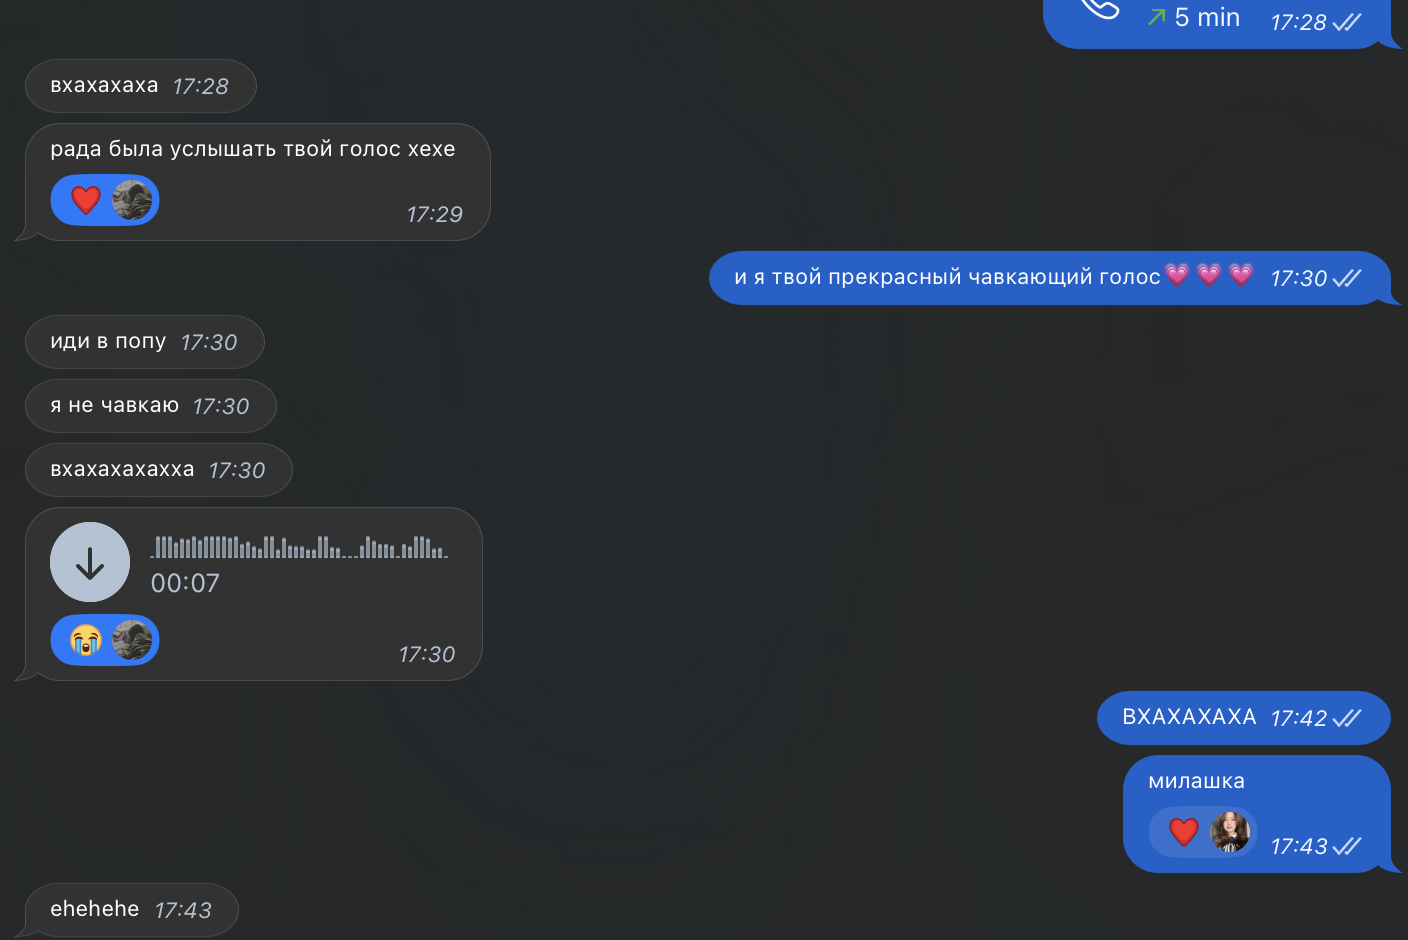 5 min 17:28
вхахахаха 17:28
рада была услышать твой голос хехе
17:29
и я твой прекрасный чавкающий голос💗💗💗 17:30
иди в попу 17:30
я не чавкаю 17:30
вхахахахахха 17:30
00:07
17:30
ВХАХАХАХА 17:42
милашка
17:43
ehehehe 17:43